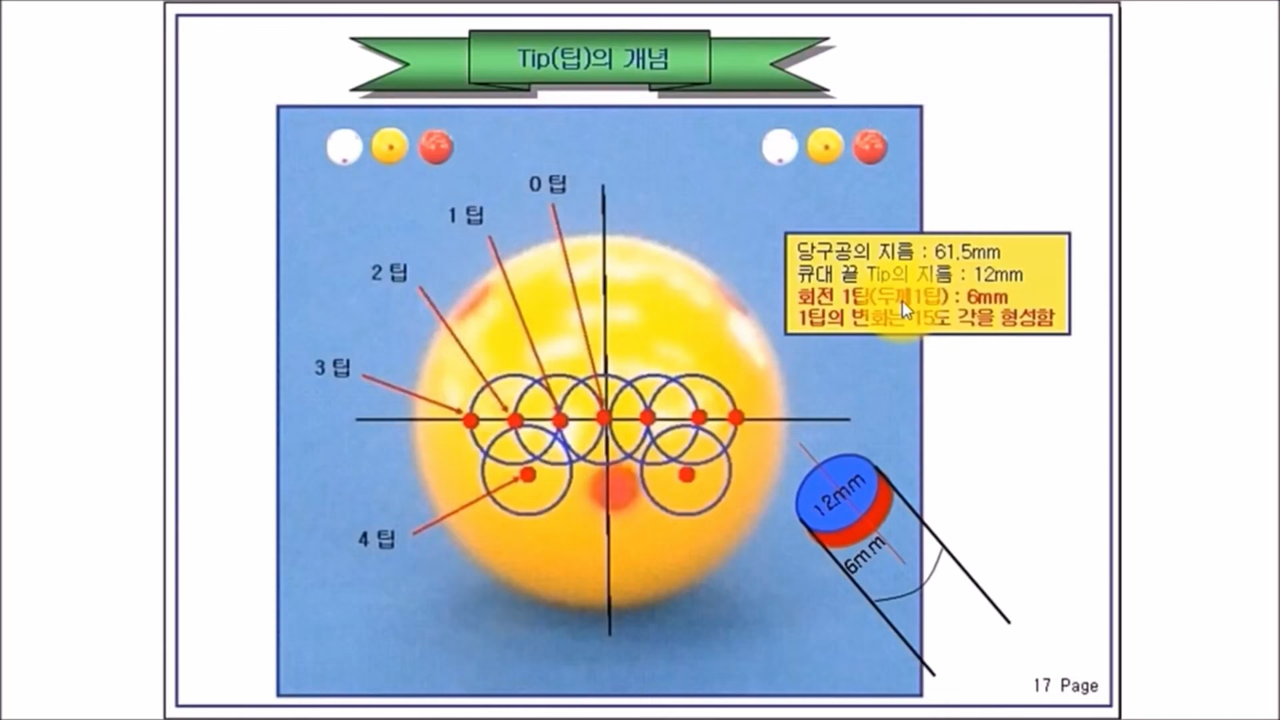 Tip(팁)의 개념
0 팁
1 팁
2 팁
3 팁
4 팁
당구공의 지름 : 61.5mm
큐대 끝 Tip의 지름 : 12mm
회전 1팁(두께1팁) : 6mm
1팁의 변화는 15도 각을 형성함
12mm
6mm
17 Page